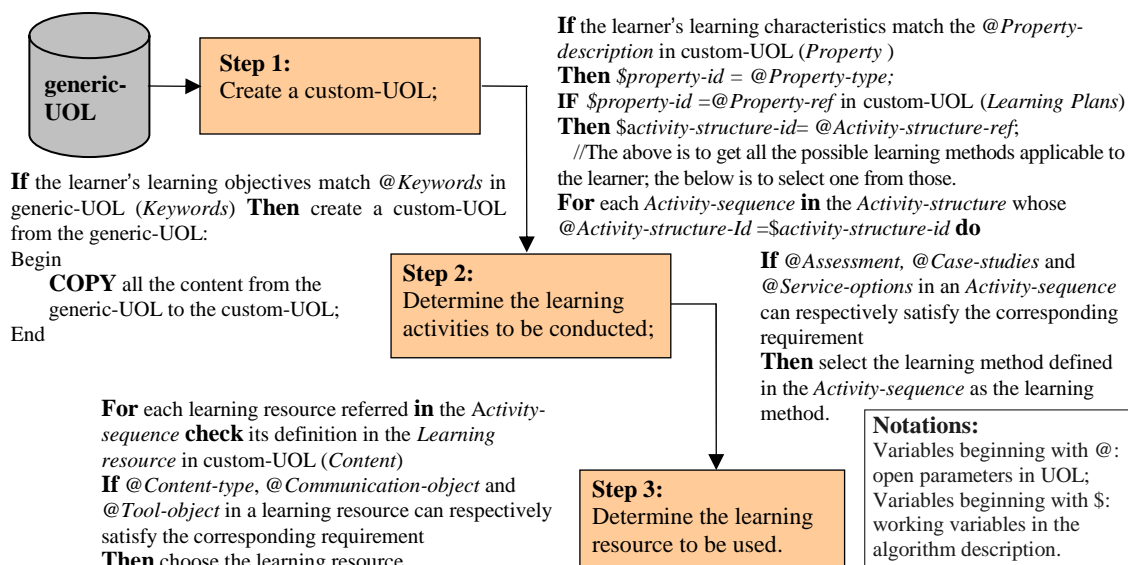 generic-
UOL
Step 1:
Create a custom-UOL;
If the learner's learning objectives match @Keywords in
generic-UOL (Keywords) Then create a custom-UOL
from the generic-UOL:
Begin
COPY all the content from the
generic-UOL to the custom-UOL;
End
If the learner's learning characteristics match the @Property-
description in custom-UOL (Property )
Then $property-id = @Property-type;
IF $property-id =@Property-ref in custom-UOL (Learning Plans)
Then $activity-structure-id= @Activity-structure-ref;
//The above is to get all the possible learning methods applicable to
the learner; the below is to select one from those.
For each Activity-sequence in the Activity-structure whose
@Activity-structure-Id =$activity-structure-id do
If @Assessment, @Case-studies and
@Service-options in an Activity-sequence
can respectively satisfy the corresponding
requirement
Then select the learning method defined
in the Activity-sequence as the learning
method.
Step 2:
Determine the learning
activities to be conducted;
For each learning resource referred in the Activity-
sequence check its definition in the Learning
resource in custom-UOL (Content)
If @Content-type, @Communication-object and
@Tool-object in a learning resource can respectively
satisfy the corresponding requirement
Then choose the learning resource
Step 3:
Determine the learning
resource to be used.
Notations:
Variables beginning with @:
open parameters in UOL;
Variables beginning with $:
working variables in the
algorithm description.